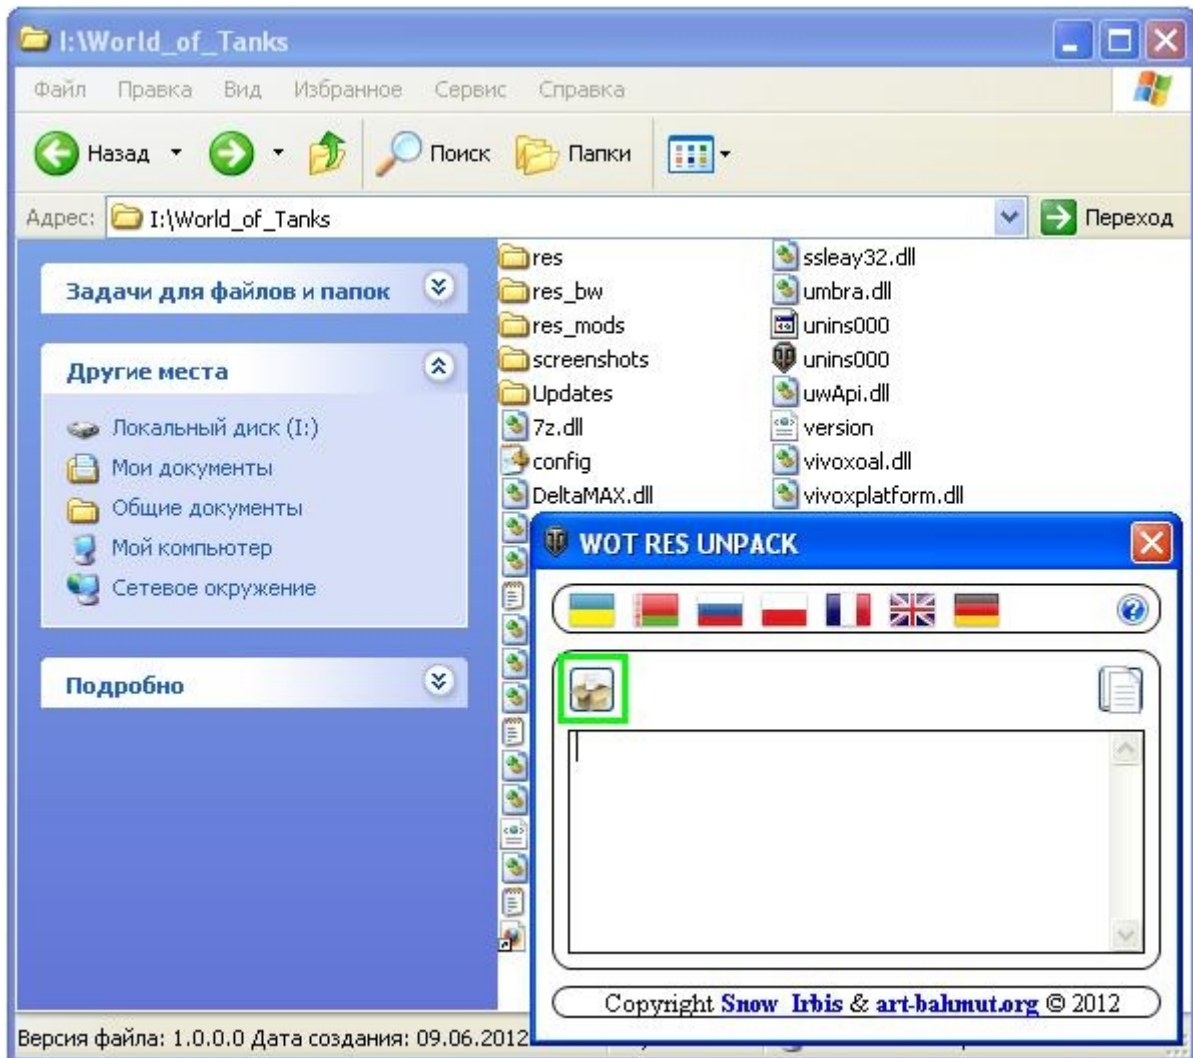 I:\World_of_Tanks
Файл Правка Вид Избранное Сервис Справка
Назад Поиск Папки
Адрес: I:\World_of_Tanks Переход
Задачи для файлов и папок
Другие места
Локальный диск (I:)
Мои документы
Общие документы
Мой компьютер
Сетевое окружение
Подробно
res
res_bw
res_mods
screenshots
Updates
7z.dll
config
DeltaMAX.dll
ssleay32.dll
umbra.dll
unins000
unins000
uwApi.dll
version
vivoxoal.dll
vivoxplatform.dll
WOT RES UNPACK
Copyright Snow_Irbis & art-bahmut.org © 2012
Версия файла: 1.0.0.0 Дата создания: 09.06.2012